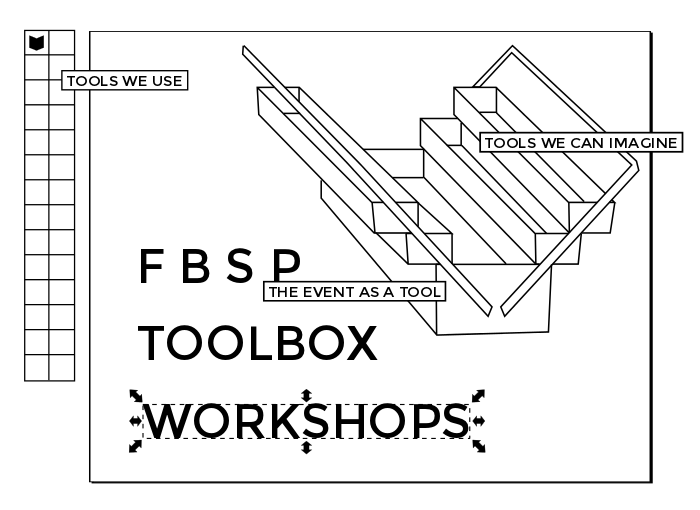 TOOLS WE USE
TOOLS WE CAN IMAGINE
F B S P
THE EVENT AS A TOOL
TOOLBOX
WORKSHOPS